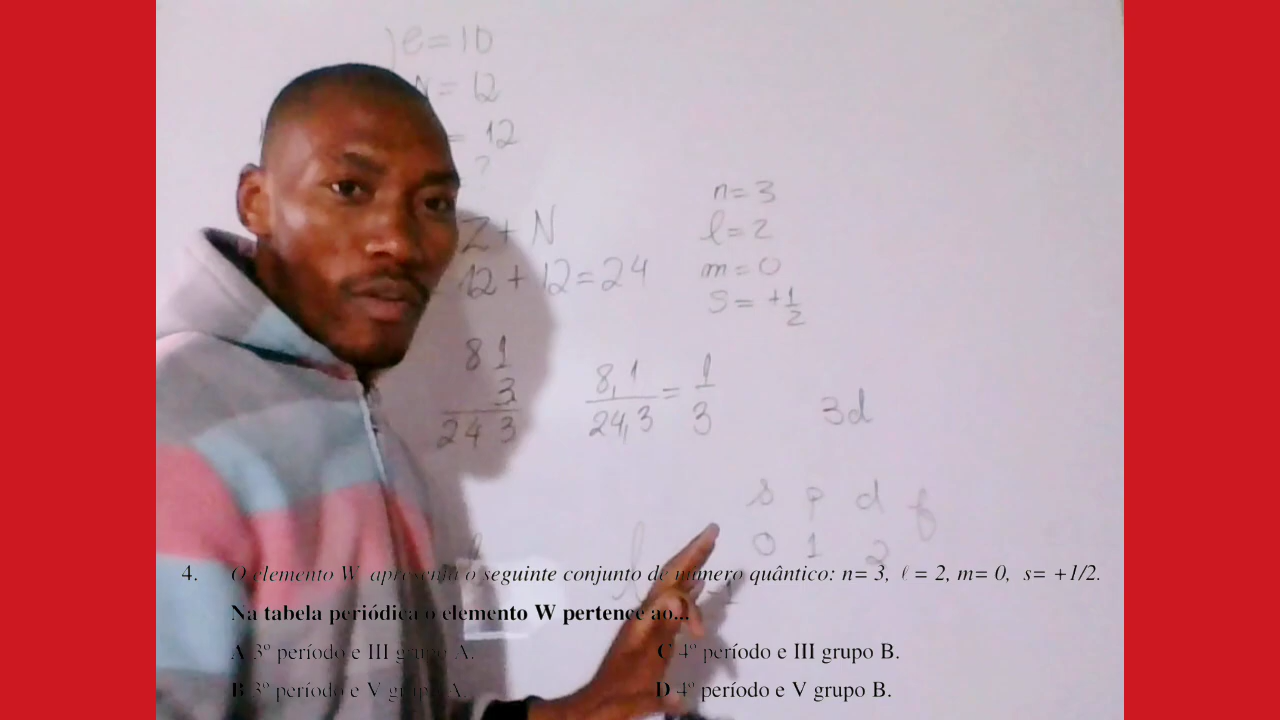 e=10
N=12
= 12
?
Z+N
12+12=24
n=3
l=2
m=0
S=+1/2
81
3
243
8,1/24,3=1/3
3d
s p d f
l 0 1 2
4. O elemento W apresenta o seguinte conjunto de número quântico: n= 3, ℓ = 2, m= 0, s= +1/2.
Na tabela periódica o elemento W pertence ao...
A 3º período e III grupo A. C 4º período e III grupo B.
B 3º período e V grupo A. D 4º período e V grupo B.